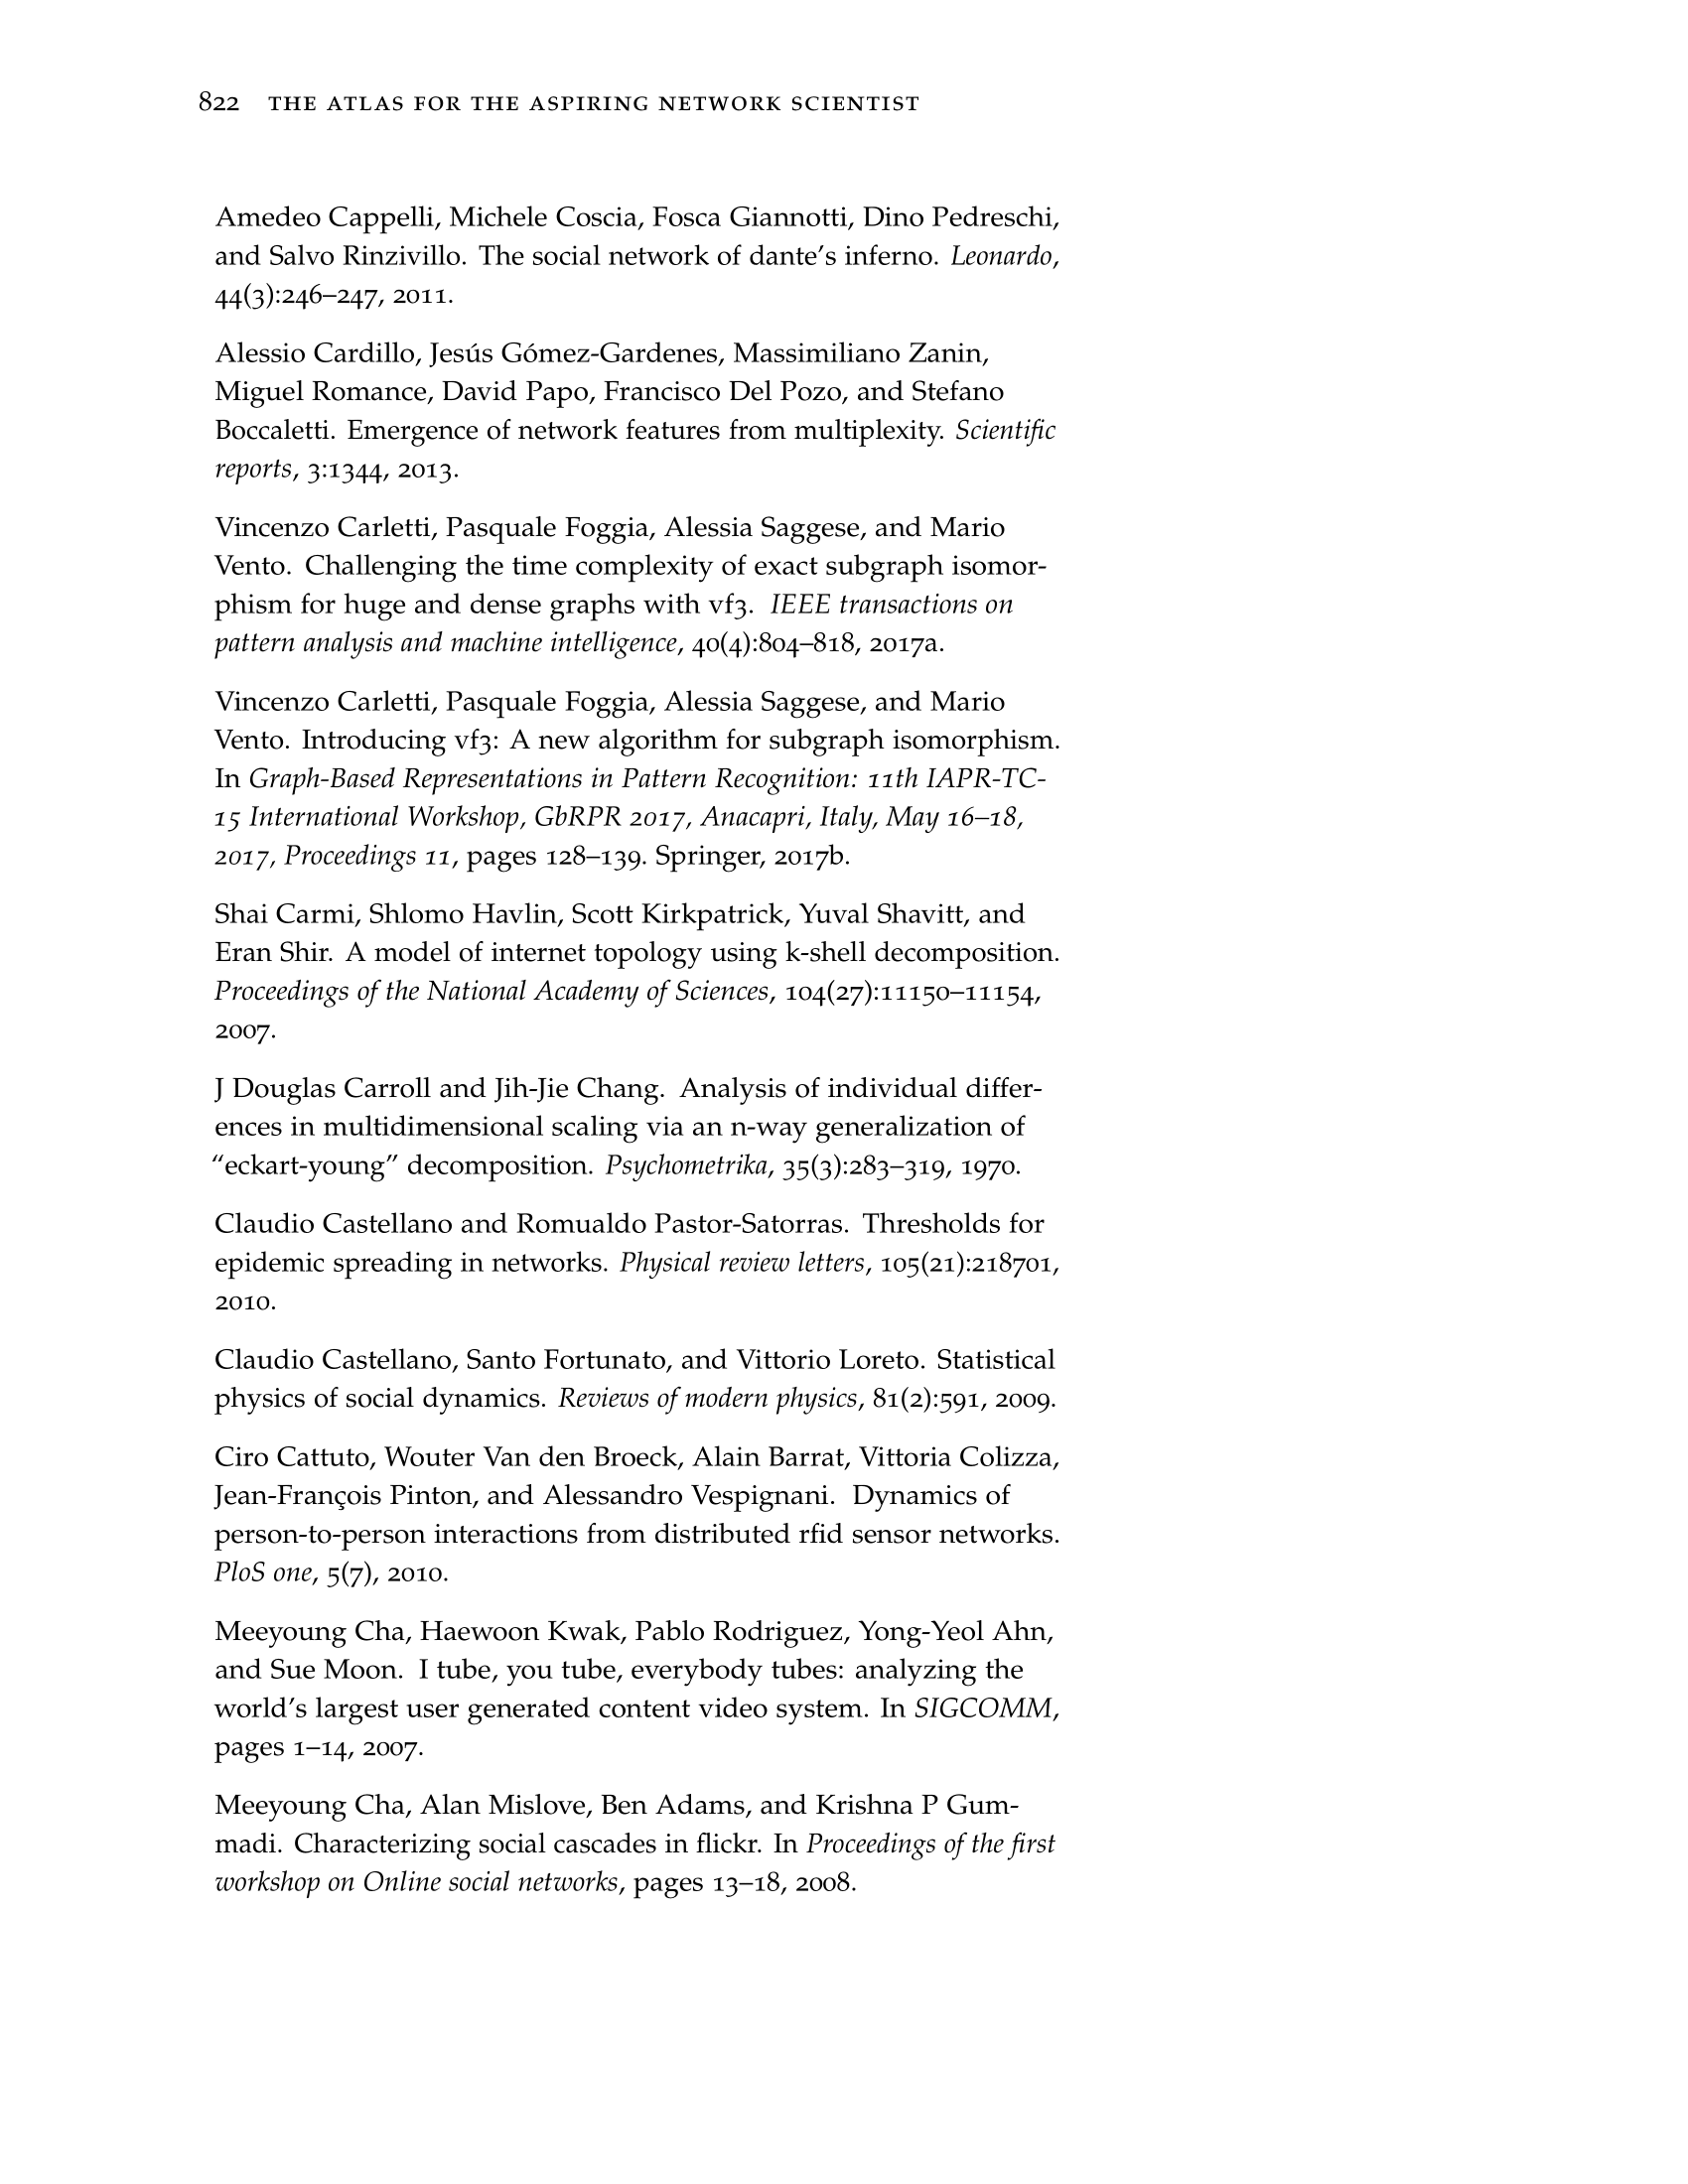 822 THE ATLAS FOR THE ASPIRING NETWORK SCIENTIST
Amedeo Cappelli, Michele Coscia, Fosca Giannotti, Dino Pedreschi,
and Salvo Rinzivillo. The social network of dante’s inferno. Leonardo,
44(3):246–247, 2011.
Alessio Cardillo, Jesús Gómez-Gardenes, Massimiliano Zanin,
Miguel Romance, David Papo, Francisco Del Pozo, and Stefano
Boccaletti. Emergence of network features from multiplexity. Scientific
reports, 3:1344, 2013.
Vincenzo Carletti, Pasquale Foggia, Alessia Saggese, and Mario
Vento. Challenging the time complexity of exact subgraph isomor-
phism for huge and dense graphs with vf3. IEEE transactions on
pattern analysis and machine intelligence, 40(4):804–818, 2017a.
Vincenzo Carletti, Pasquale Foggia, Alessia Saggese, and Mario
Vento. Introducing vf3: A new algorithm for subgraph isomorphism.
In Graph-Based Representations in Pattern Recognition: 11th IAPR-TC-
15 International Workshop, GbRPR 2017, Anacapri, Italy, May 16–18,
2017, Proceedings 11, pages 128–139. Springer, 2017b.
Shai Carmi, Shlomo Havlin, Scott Kirkpatrick, Yuval Shavitt, and
Eran Shir. A model of internet topology using k-shell decomposition.
Proceedings of the National Academy of Sciences, 104(27):11150–11154,
2007.
J Douglas Carroll and Jih-Jie Chang. Analysis of individual differ-
ences in multidimensional scaling via an n-way generalization of
“eckart-young” decomposition. Psychometrika, 35(3):283–319, 1970.
Claudio Castellano and Romualdo Pastor-Satorras. Thresholds for
epidemic spreading in networks. Physical review letters, 105(21):218701,
2010.
Claudio Castellano, Santo Fortunato, and Vittorio Loreto. Statistical
physics of social dynamics. Reviews of modern physics, 81(2):591, 2009.
Ciro Cattuto, Wouter Van den Broeck, Alain Barrat, Vittoria Colizza,
Jean-François Pinton, and Alessandro Vespignani. Dynamics of
person-to-person interactions from distributed rfid sensor networks.
PloS one, 5(7), 2010.
Meeyoung Cha, Haewoon Kwak, Pablo Rodriguez, Yong-Yeol Ahn,
and Sue Moon. I tube, you tube, everybody tubes: analyzing the
world’s largest user generated content video system. In SIGCOMM,
pages 1–14, 2007.
Meeyoung Cha, Alan Mislove, Ben Adams, and Krishna P Gum-
madi. Characterizing social cascades in flickr. In Proceedings of the first
workshop on Online social networks, pages 13–18, 2008.